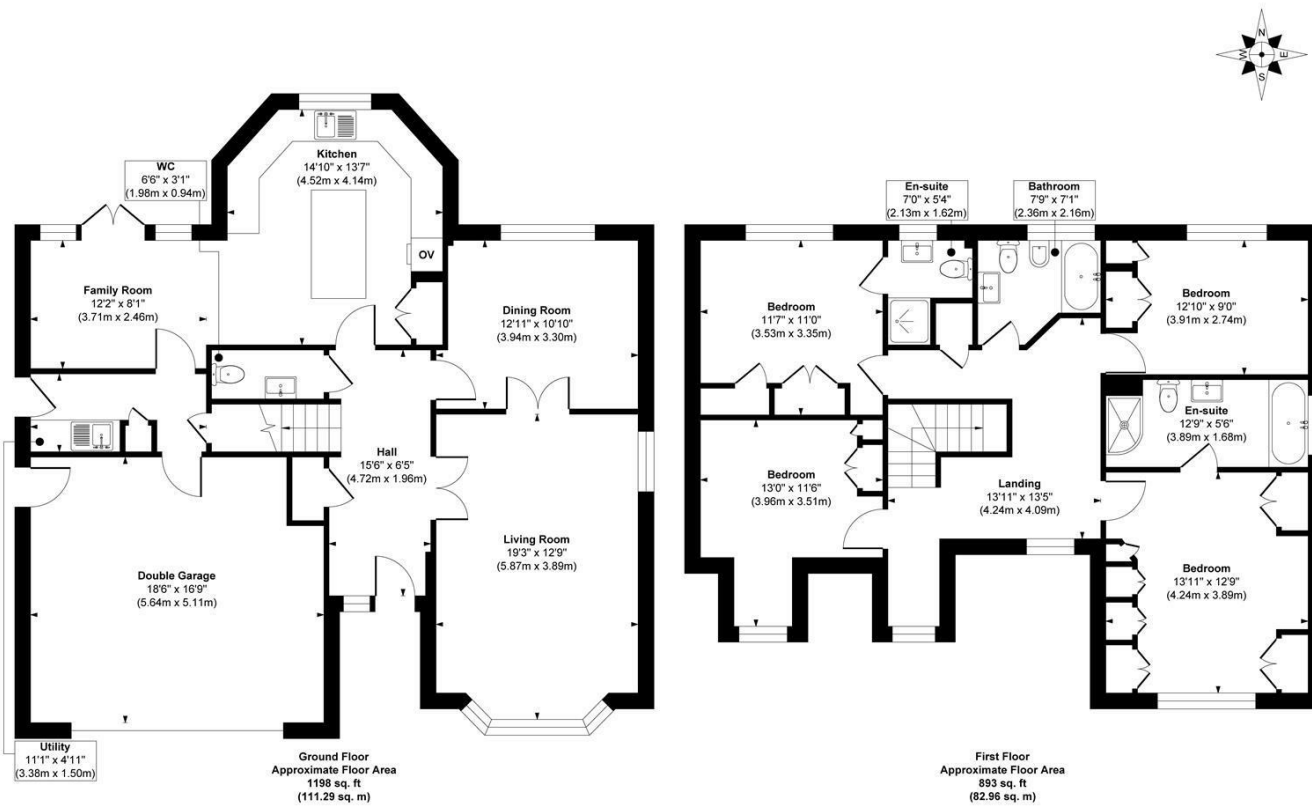 N
W
E
S
WC
6'6" x 3'1"
(1.98m x 0.94m)
Kitchen
14'10" x 13'7"
(4.52m x 4.14m)
OV
Family Room
12'2" x 8'1"
(3.71m x 2.46m)
Dining Room
12'11" x 10'10"
(3.94m x 3.30m)
Hall
15'6" x 6'5"
(4.72m x 1.96m)
Living Room
19'3" x 12'9"
(5.87m x 3.89m)
Double Garage
18'6" x 16'9"
(5.64m x 5.11m)
Utility
11'1" x 4'11"
(3.38m x 1.50m)
Ground Floor
Approximate Floor Area
1198 sq. ft
(111.29 sq. m)
En-suite
7'0" x 5'4"
(2.13m x 1.62m)
Bathroom
7'9" x 7'1"
(2.36m x 2.16m)
Bedroom
11'7" x 11'0"
(3.53m x 3.35m)
Bedroom
12'10" x 9'0"
(3.91m x 2.74m)
En-suite
12'9" x 5'6"
(3.89m x 1.68m)
Bedroom
13'0" x 11'6"
(3.96m x 3.51m)
Landing
13'11" x 13'5"
(4.24m x 4.09m)
Bedroom
13'11" x 12'9"
(4.24m x 3.89m)
First Floor
Approximate Floor Area
893 sq. ft
(82.96 sq. m)